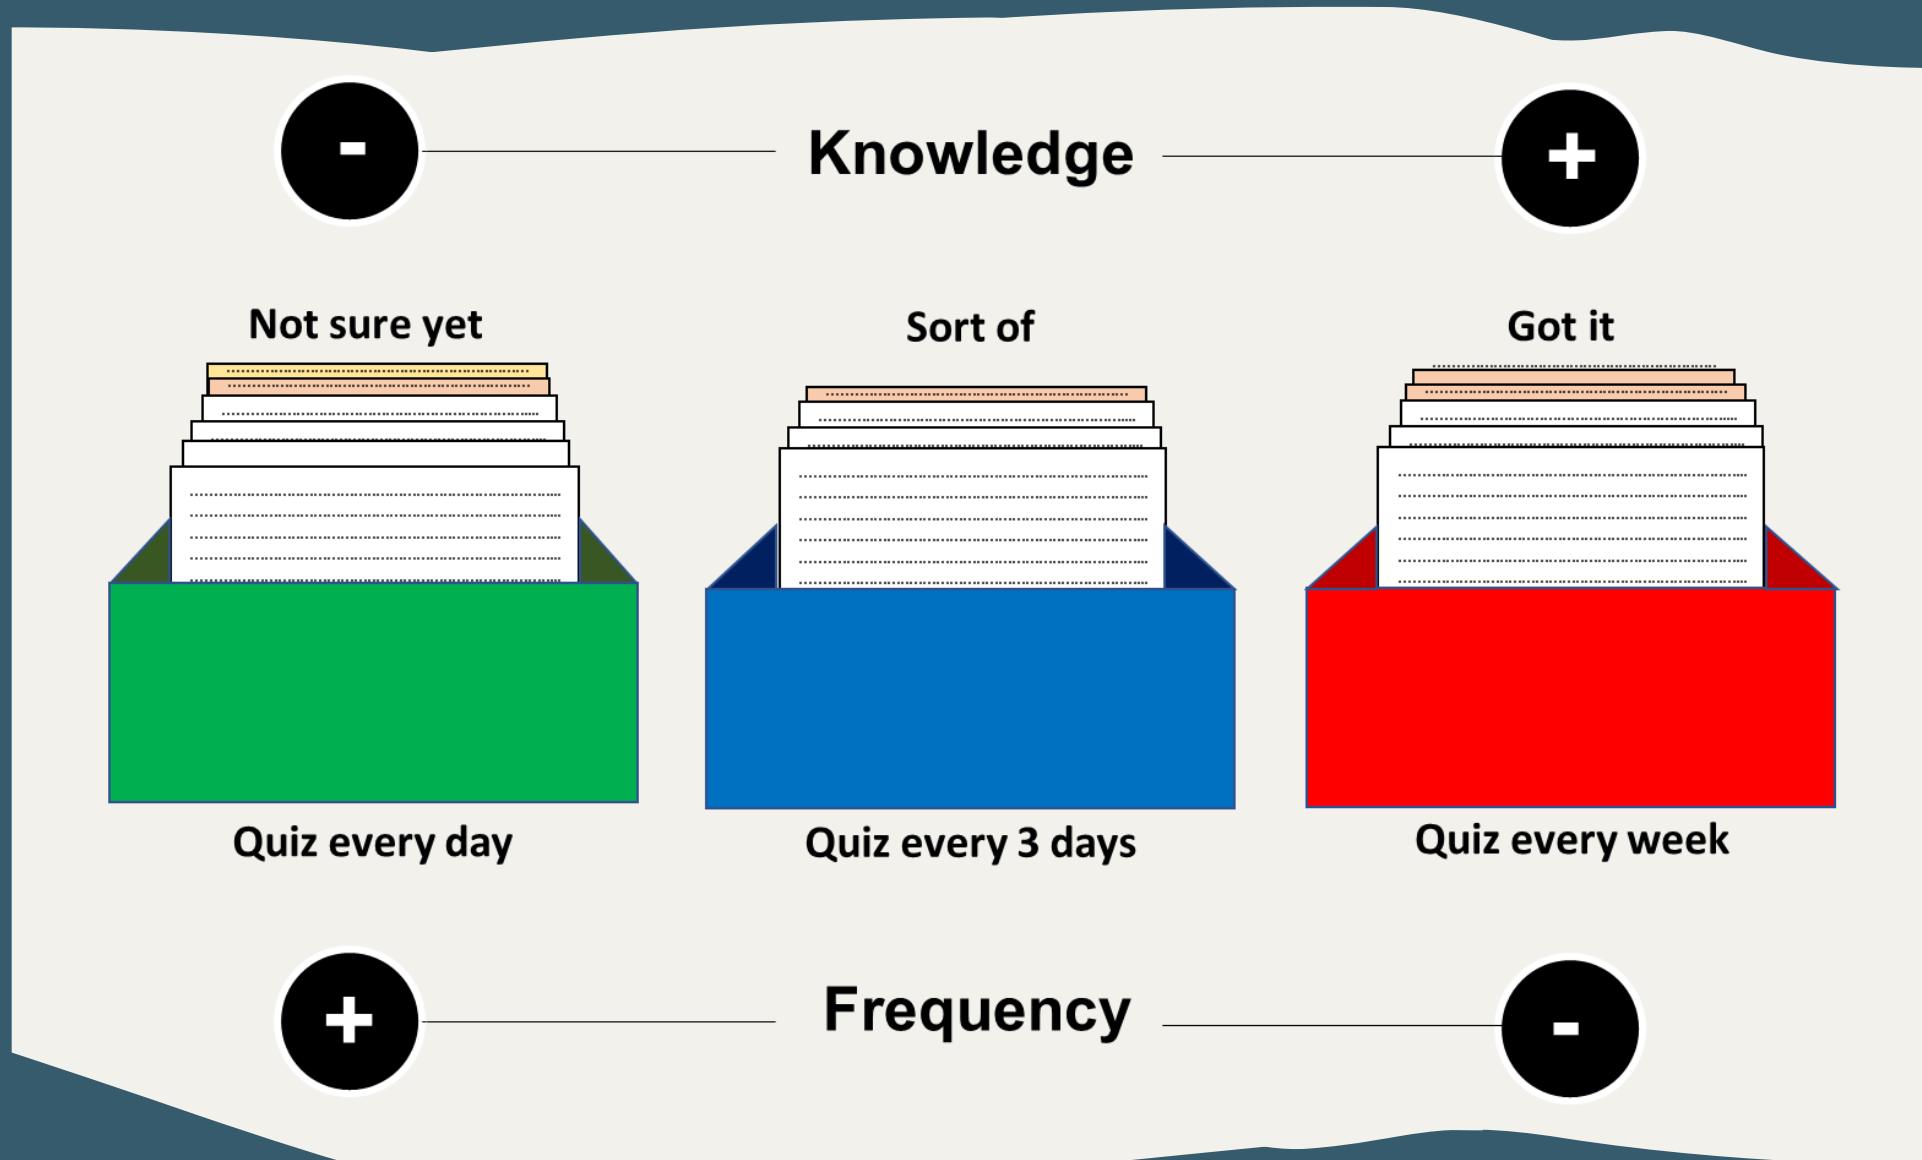 - Knowledge +
Not sure yet
Sort of
Got it
Quiz every day
Quiz every 3 days
Quiz every week
+ Frequency -